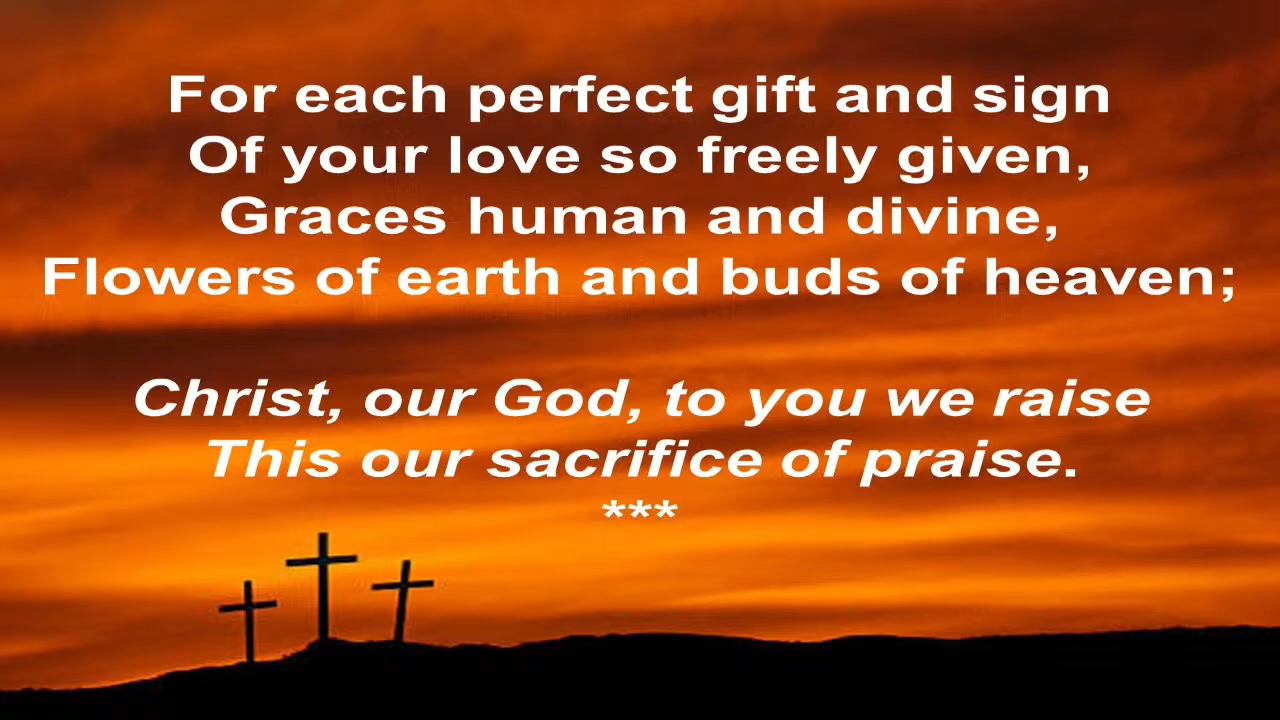 For each perfect gift and sign
Of your love so freely given,
Graces human and divine,
Flowers of earth and buds of heaven;
Christ, our God, to you we raise
This our sacrifice of praise.
***